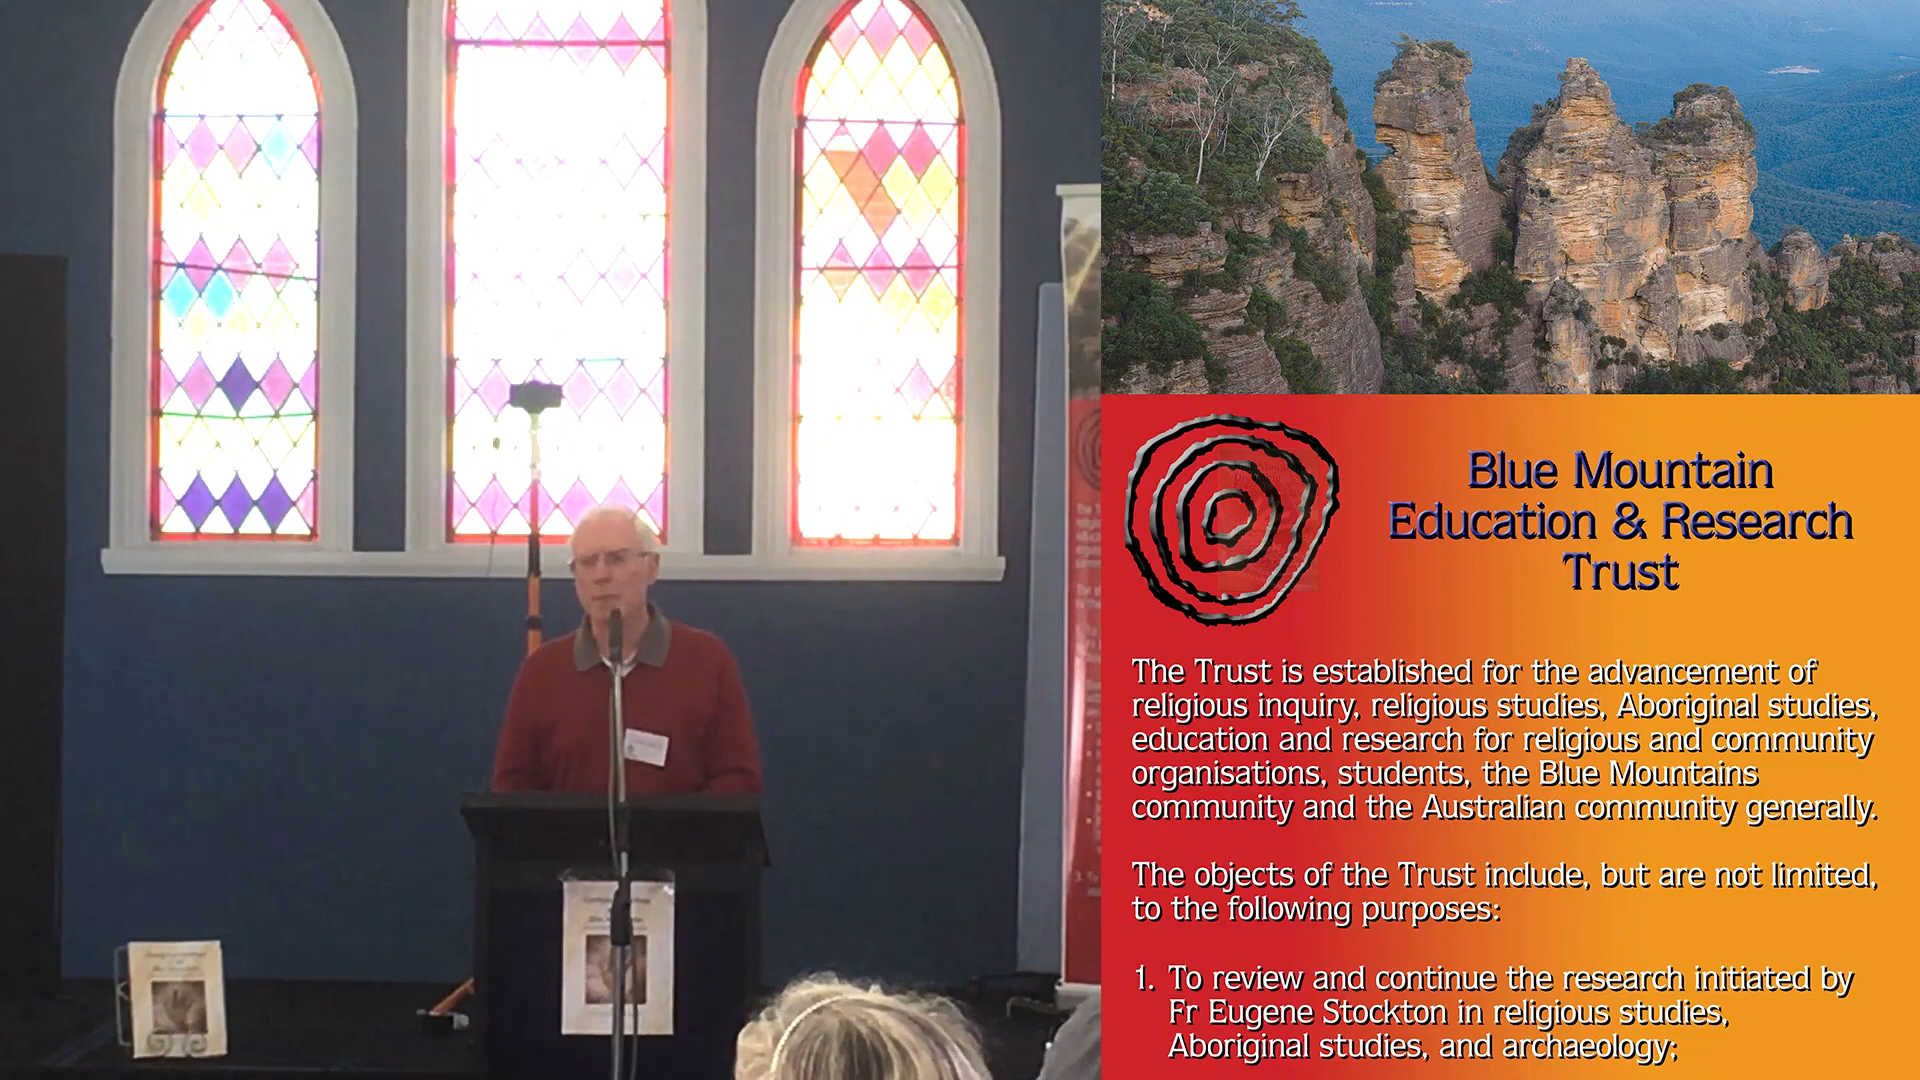 Blue Mountain
Education & Research
Trust
The Trust is established for the advancement of
religious inquiry, religious studies, Aboriginal studies,
education and research for religious and community
organisations, students, the Blue Mountains
community and the Australian community generally.
The objects of the Trust include, but are not limited,
to the following purposes:
1. To review and continue the research initiated by
Fr Eugene Stockton in religious studies,
Aboriginal studies, and archaeology;